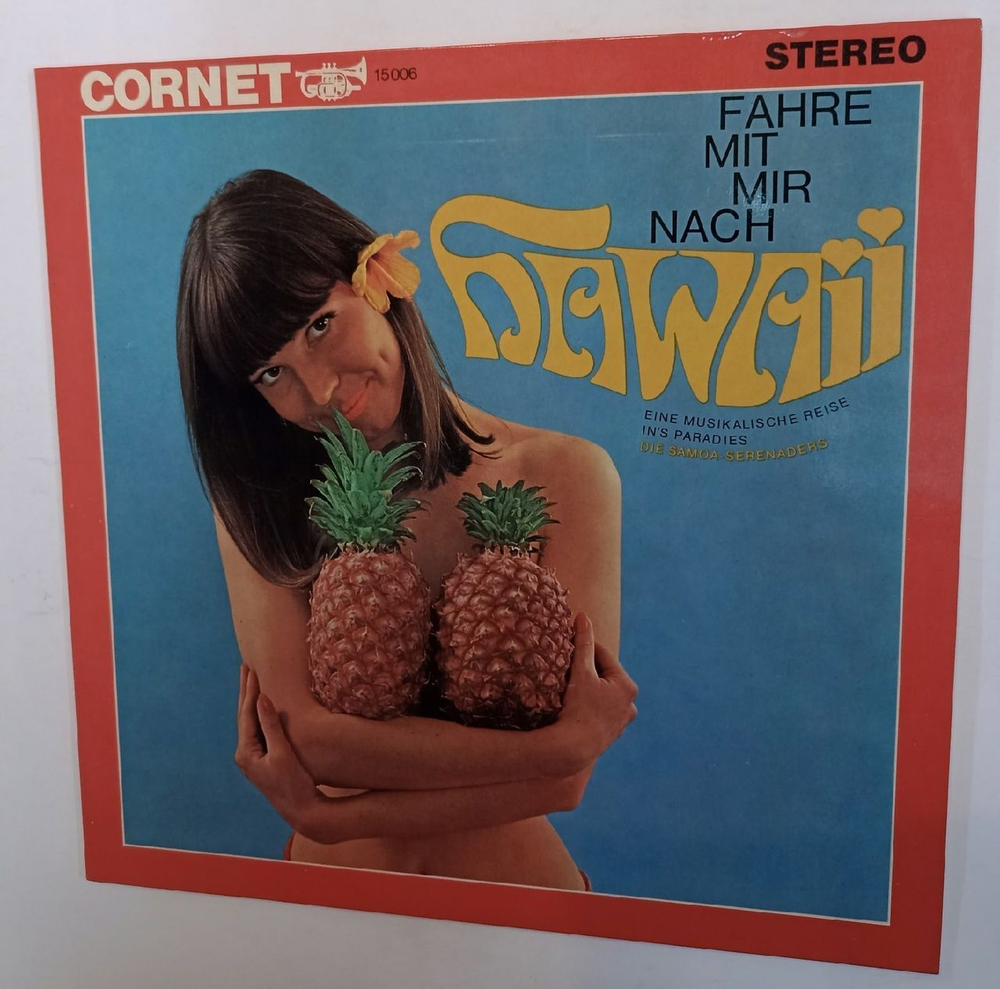 CORNET 15006
STEREO
FAHRE
MIT
MIR
NACH
HAWAII
EINE MUSIKALISCHE REISE
IN'S PARADIES
DIE SAMOA SERENADERS